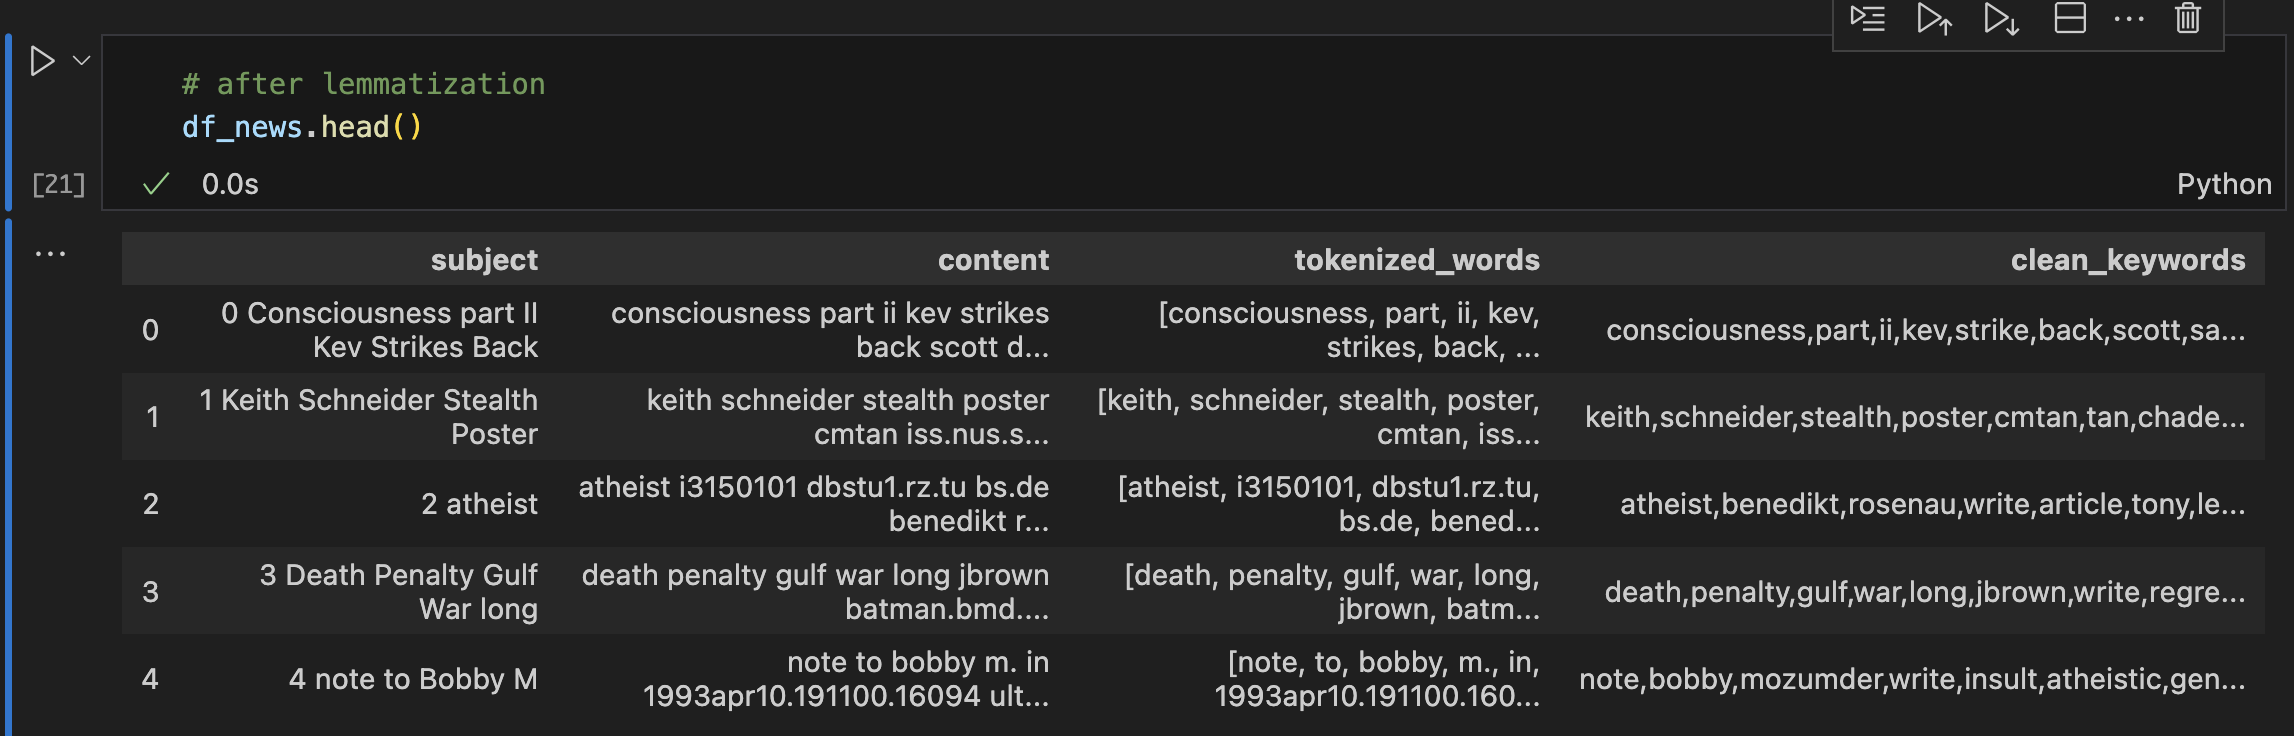 # after lemmatization
df_news.head()
[21]
0.0s
Python
subject content tokenized_words clean_keywords
0 0 Consciousness part II Kev Strikes Back consciousness part ii kev strikes back scott d... [consciousness, part, ii, kev, strikes, back, ... consciousness,part,ii,kev,strike,back,scott,sa...
1 1 Keith Schneider Stealth Poster keith schneider stealth poster cmtan iss.nus.s... [keith, schneider, stealth, poster, cmtan, iss... keith,schneider,stealth,poster,cmtan,tan,chade...
2 2 atheist atheist i3150101 dbstu1.rz.tu bs.de benedikt r... [atheist, i3150101, dbstu1.rz.tu, bs.de, bened... atheist,benedikt,rosenau,write,article,tony,le...
3 3 Death Penalty Gulf War long death penalty gulf war long jbrown batman.bmd.... [death, penalty, gulf, war, long, jbrown, batm... death,penalty,gulf,war,long,jbrown,write,regre...
4 4 note to Bobby M note to bobby m. in 1993apr10.191100.16094 ult... [note, to, bobby, m., in, 1993apr10.191100.160... note,bobby,mozumder,write,insult,atheistic,gen...